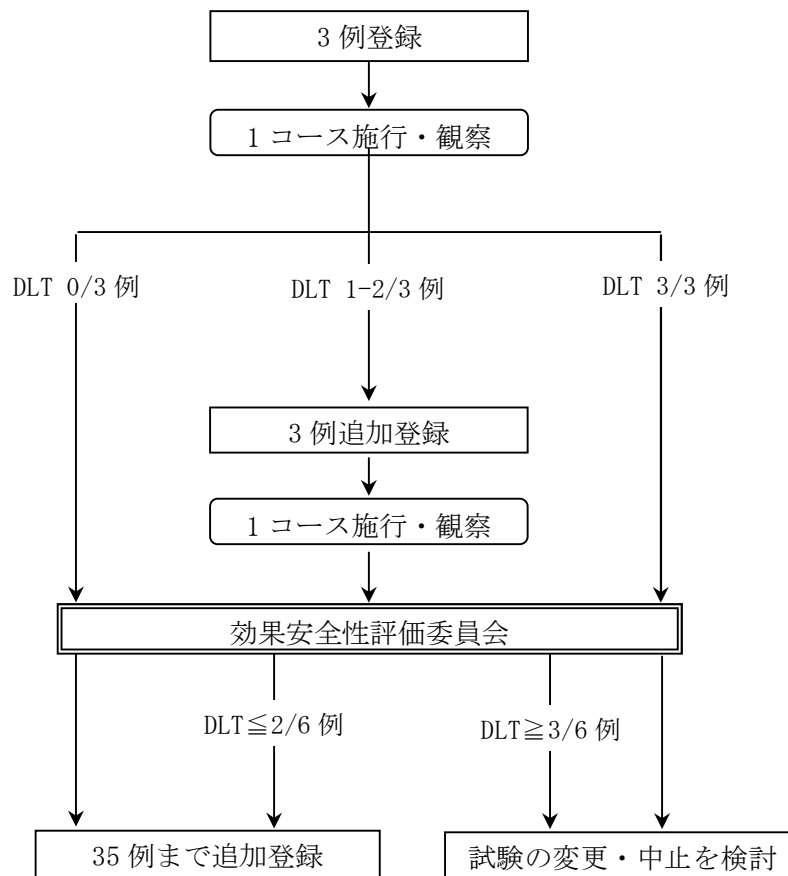 3 例登録
1 コース施行・観察
DLT 0/3 例
DLT 1-2/3 例
DLT 3/3 例
3 例追加登録
1 コース施行・観察
効果安全性評価委員会
DLT≦2/6 例
DLT≧3/6 例
35 例まで追加登録
試験の変更・中止を検討